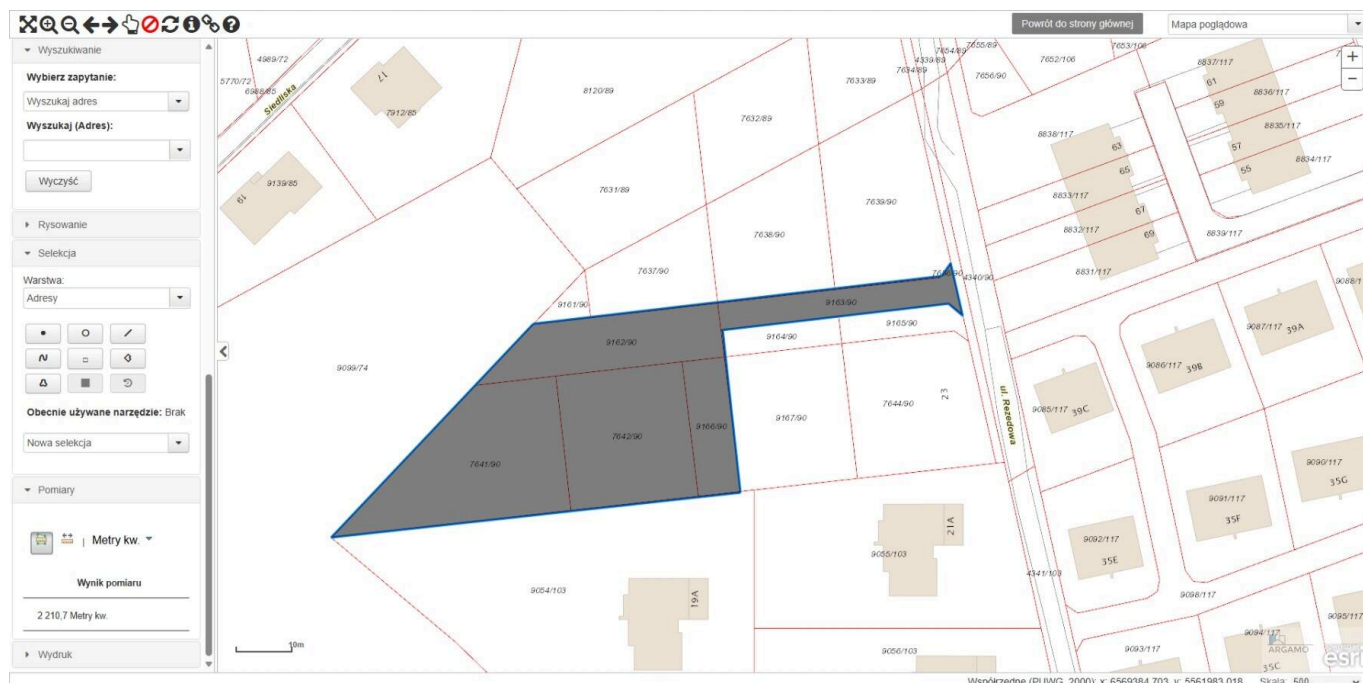 Powrót do strony głównej
Mapa poglądowa
Wyszukiwanie
Wybierz zapytanie:
Wyszukaj adres
Wyszukaj (Adres):
Wyczyść
Rysowanie
Selekcja
Warstwa:
Adresy
Obecnie używane narzędzie: Brak
Nowa selekcja
Pomiary
Metry kw.
Wynik pomiaru
2 210,7 Metry kw.
Wydruk
4989/72
5770/72
6988/85
Siedliska
17
7912/85
9139/85
19
8120/89
7633/89
7632/89
7631/89
7655/89
7654/89
4339/89
7634/89
7656/90
7652/106
7653/106
8837/117
61
59
8836/117
8835/117
57
55
8834/117
8838/117
63
65
8833/117
67
8832/117
69
8839/117
8831/117
7639/90
7638/90
7637/90
4340/90
9161/90
9163/90
9162/90
9165/90
9164/90
9099/74
9088/1
9087/117
39A
9086/117
39B
9085/117
39C
23
ul. Rezedowa
7644/90
9167/90
9166/90
7642/90
7641/90
9090/117
35G
9091/117
35F
9092/117
35E
21A
9055/103
4341/103
9098/117
9054/103
19A
9095/117
9094/117
35C
9093/117
9056/103
10m
ARGAMO
esri
Współrzędne (PUWG_2000): x: 6569384.703, y: 5561983.018
Skala: 500